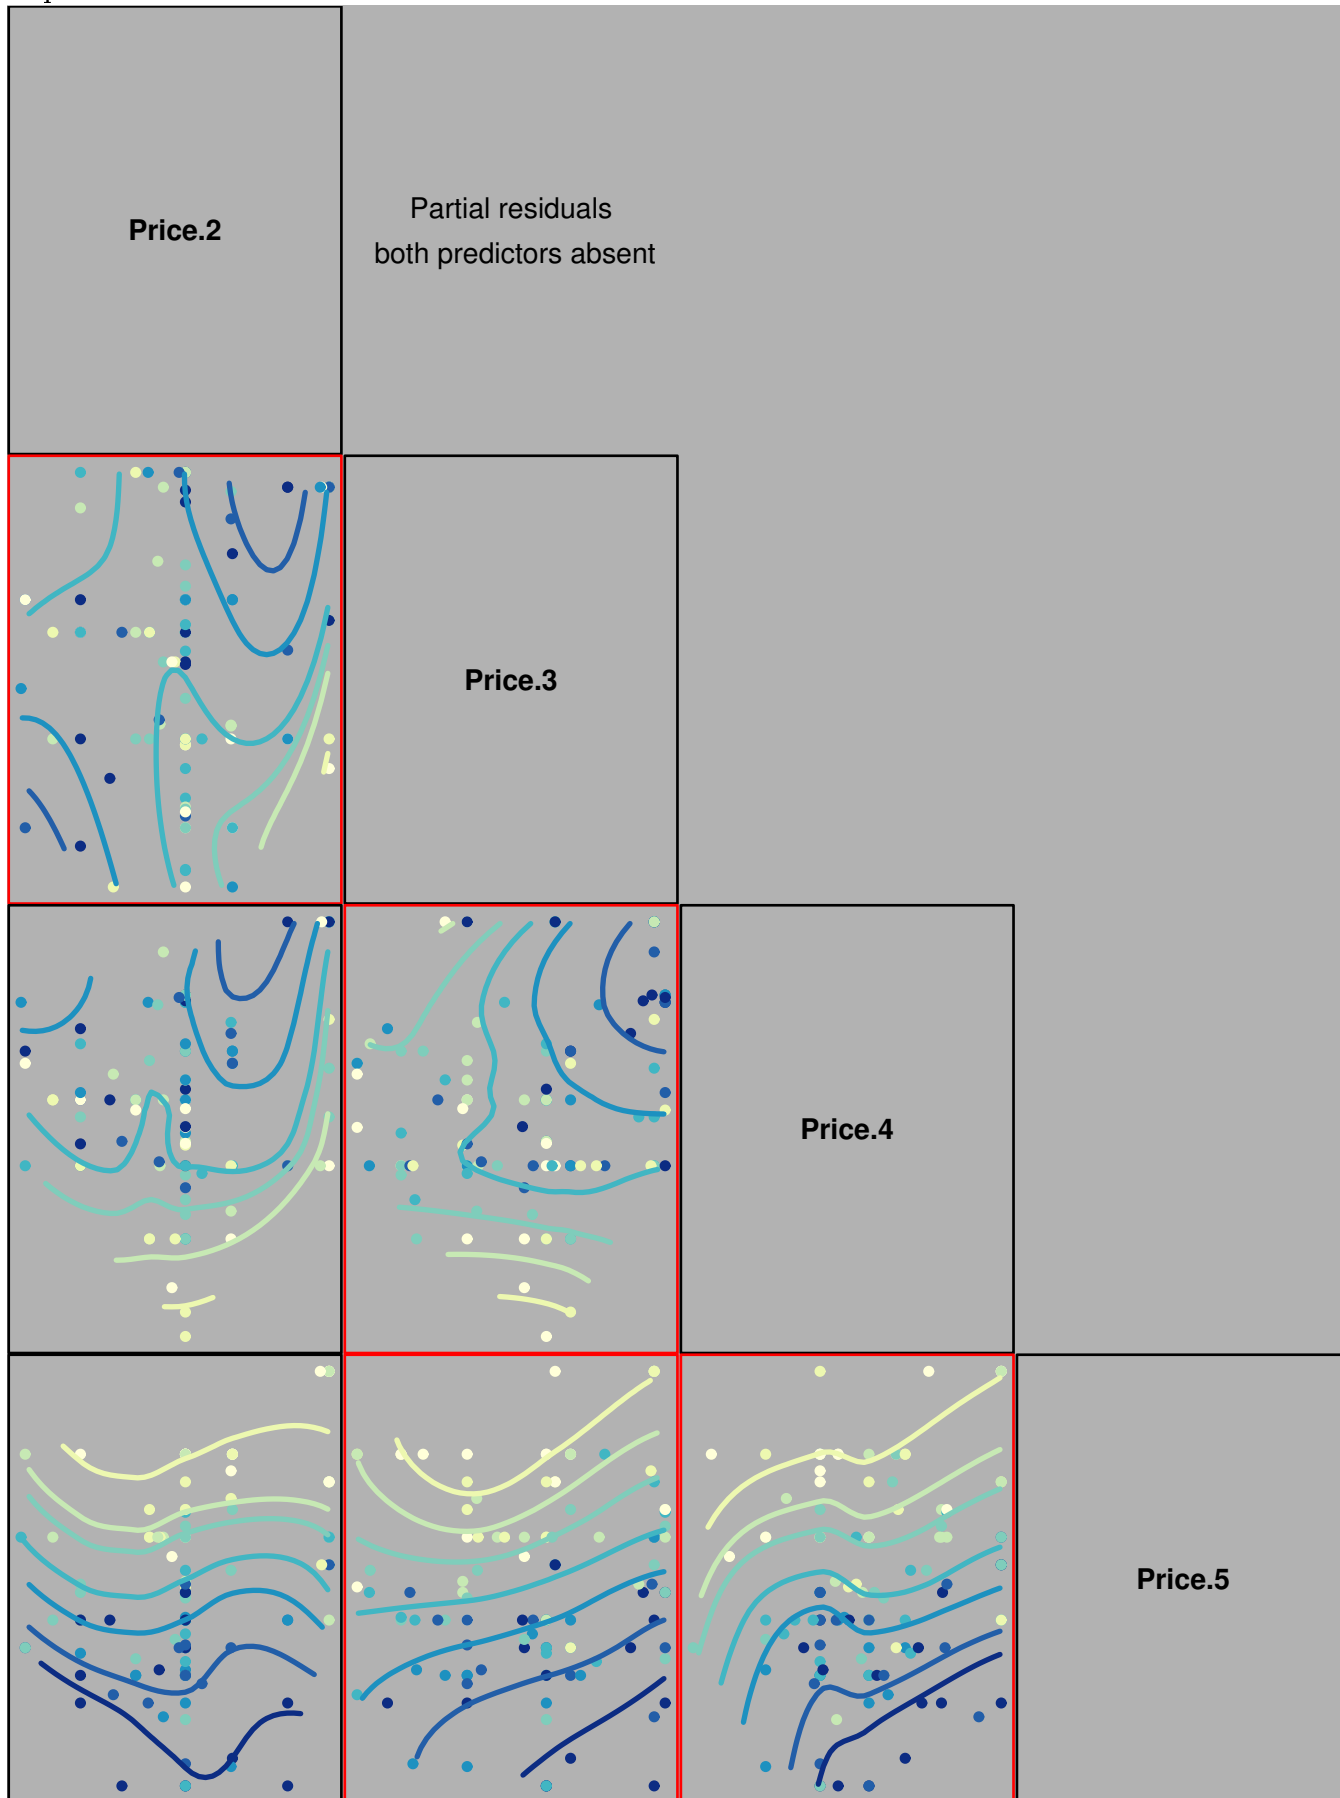 Price.2
Partial residuals
both predictors absent
Price.3
Price.4
Price.5